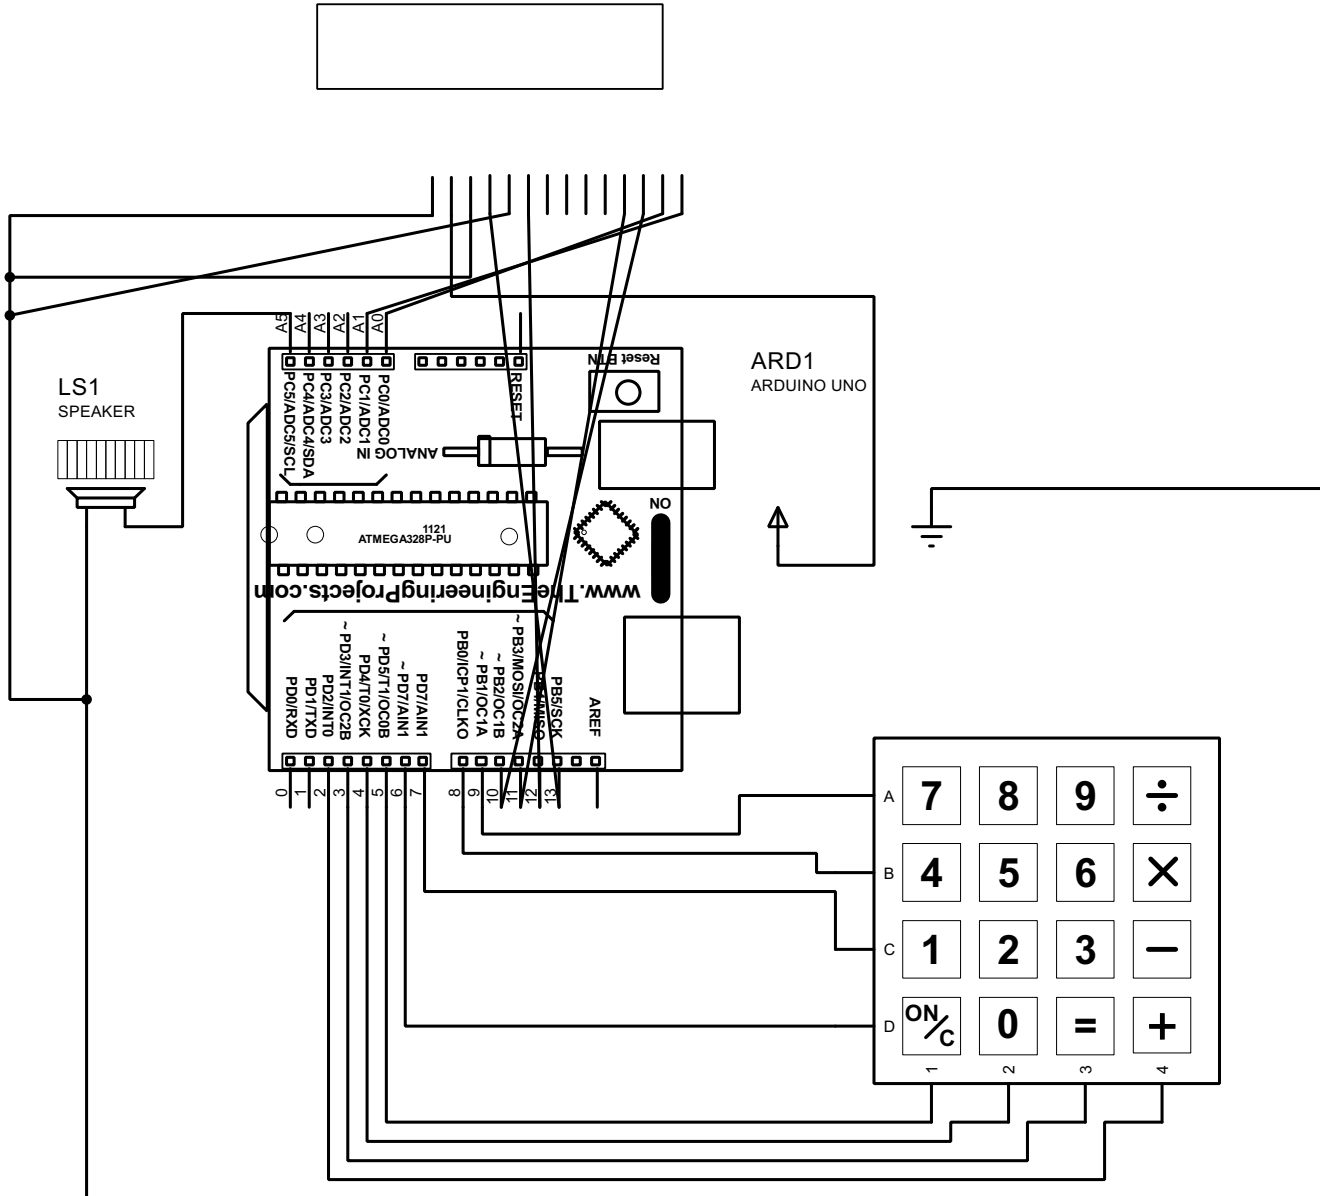 A5
A4
A3
A2
A1
A0
Reset BTN
RESET
PC5/ADC5/SCL
PC4/ADC4/SDA
PC3/ADC3
PC2/ADC2
PC1/ADC1
PC0/ADC0
ANALOG IN
ARD1
ARDUINO UNO
LS1
SPEAKER
ON
1121
ATMEGA328P-PU
www.TheEngineeringProjects.com
PD0/RXD
PD1/TXD
PD2/INT0
~ PD3/INT1/OC2B
PD4/T0/XCK
~ PD5/T1/OC0B
~ PD7/AIN1
PD7/AIN1
PB0/ICP1/CLKO
~ PB1/OC1A
~ PB2/OC1B
~ PB3/MOSI/OC2A
PB4/MISO
PB5/SCK
AREF
0
1
2
3
4
5
6
7
8
9
10
11
12
13
A 7 8 9 ÷
B 4 5 6 ×
C 1 2 3 −
D ON/C 0 = +
1 2 3 4